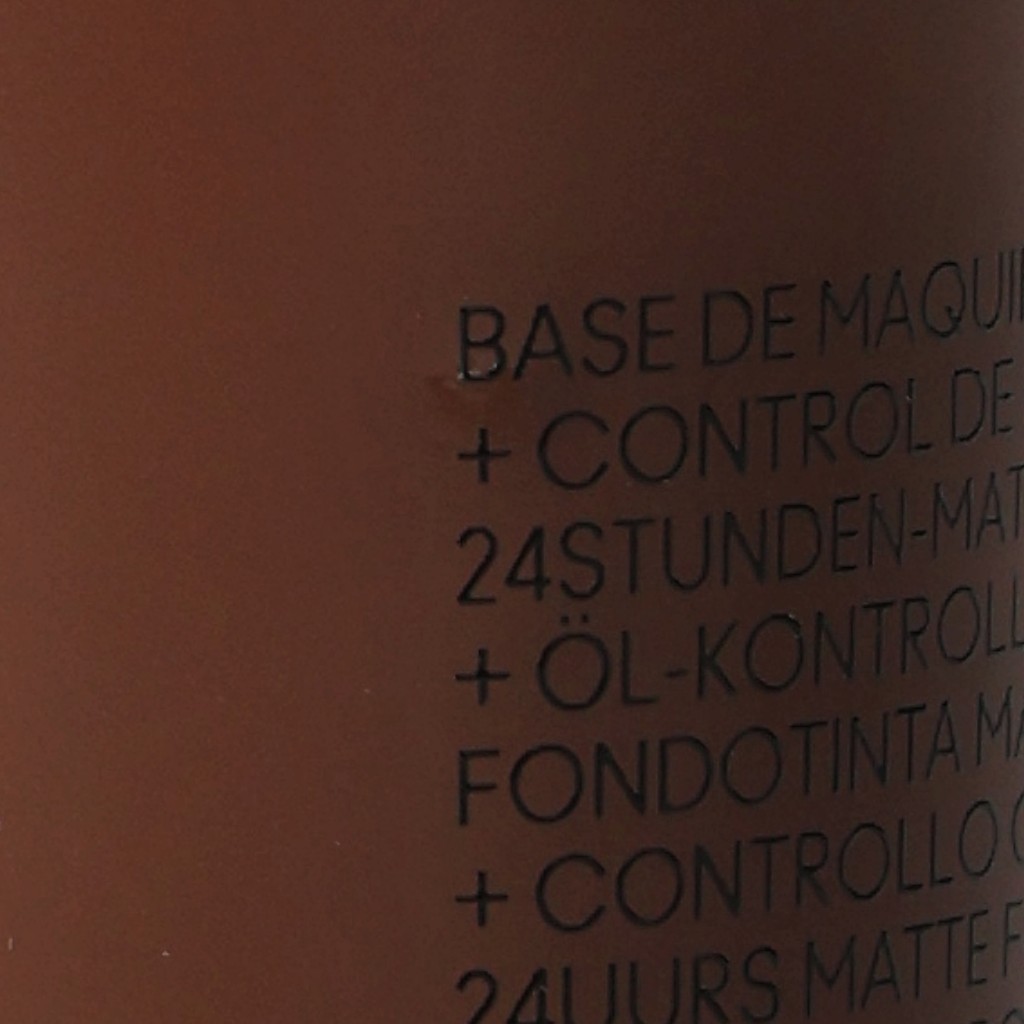 BASE DE MAQUI
+ CONTROL DE
24STUNDEN-MAT
+ ÖL-KONTROLL
FONDOTINTA MA
+ CONTROLLO
24UURS MATTE F